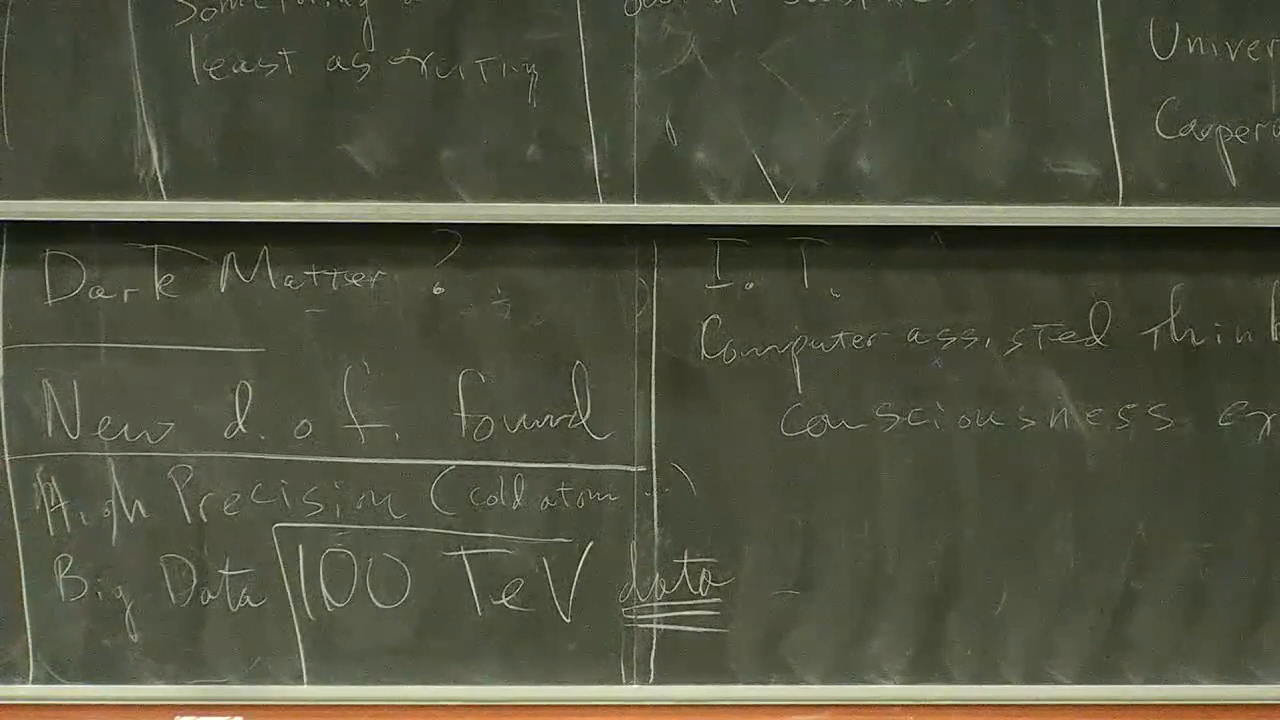 least as exciting
Univer
Cooper
Dark Matter ?
New d.o.f. found
High Precision (cold atom ...)
Big Data 100 TeV data
I. T.
Computer assisted think
consciousness ex